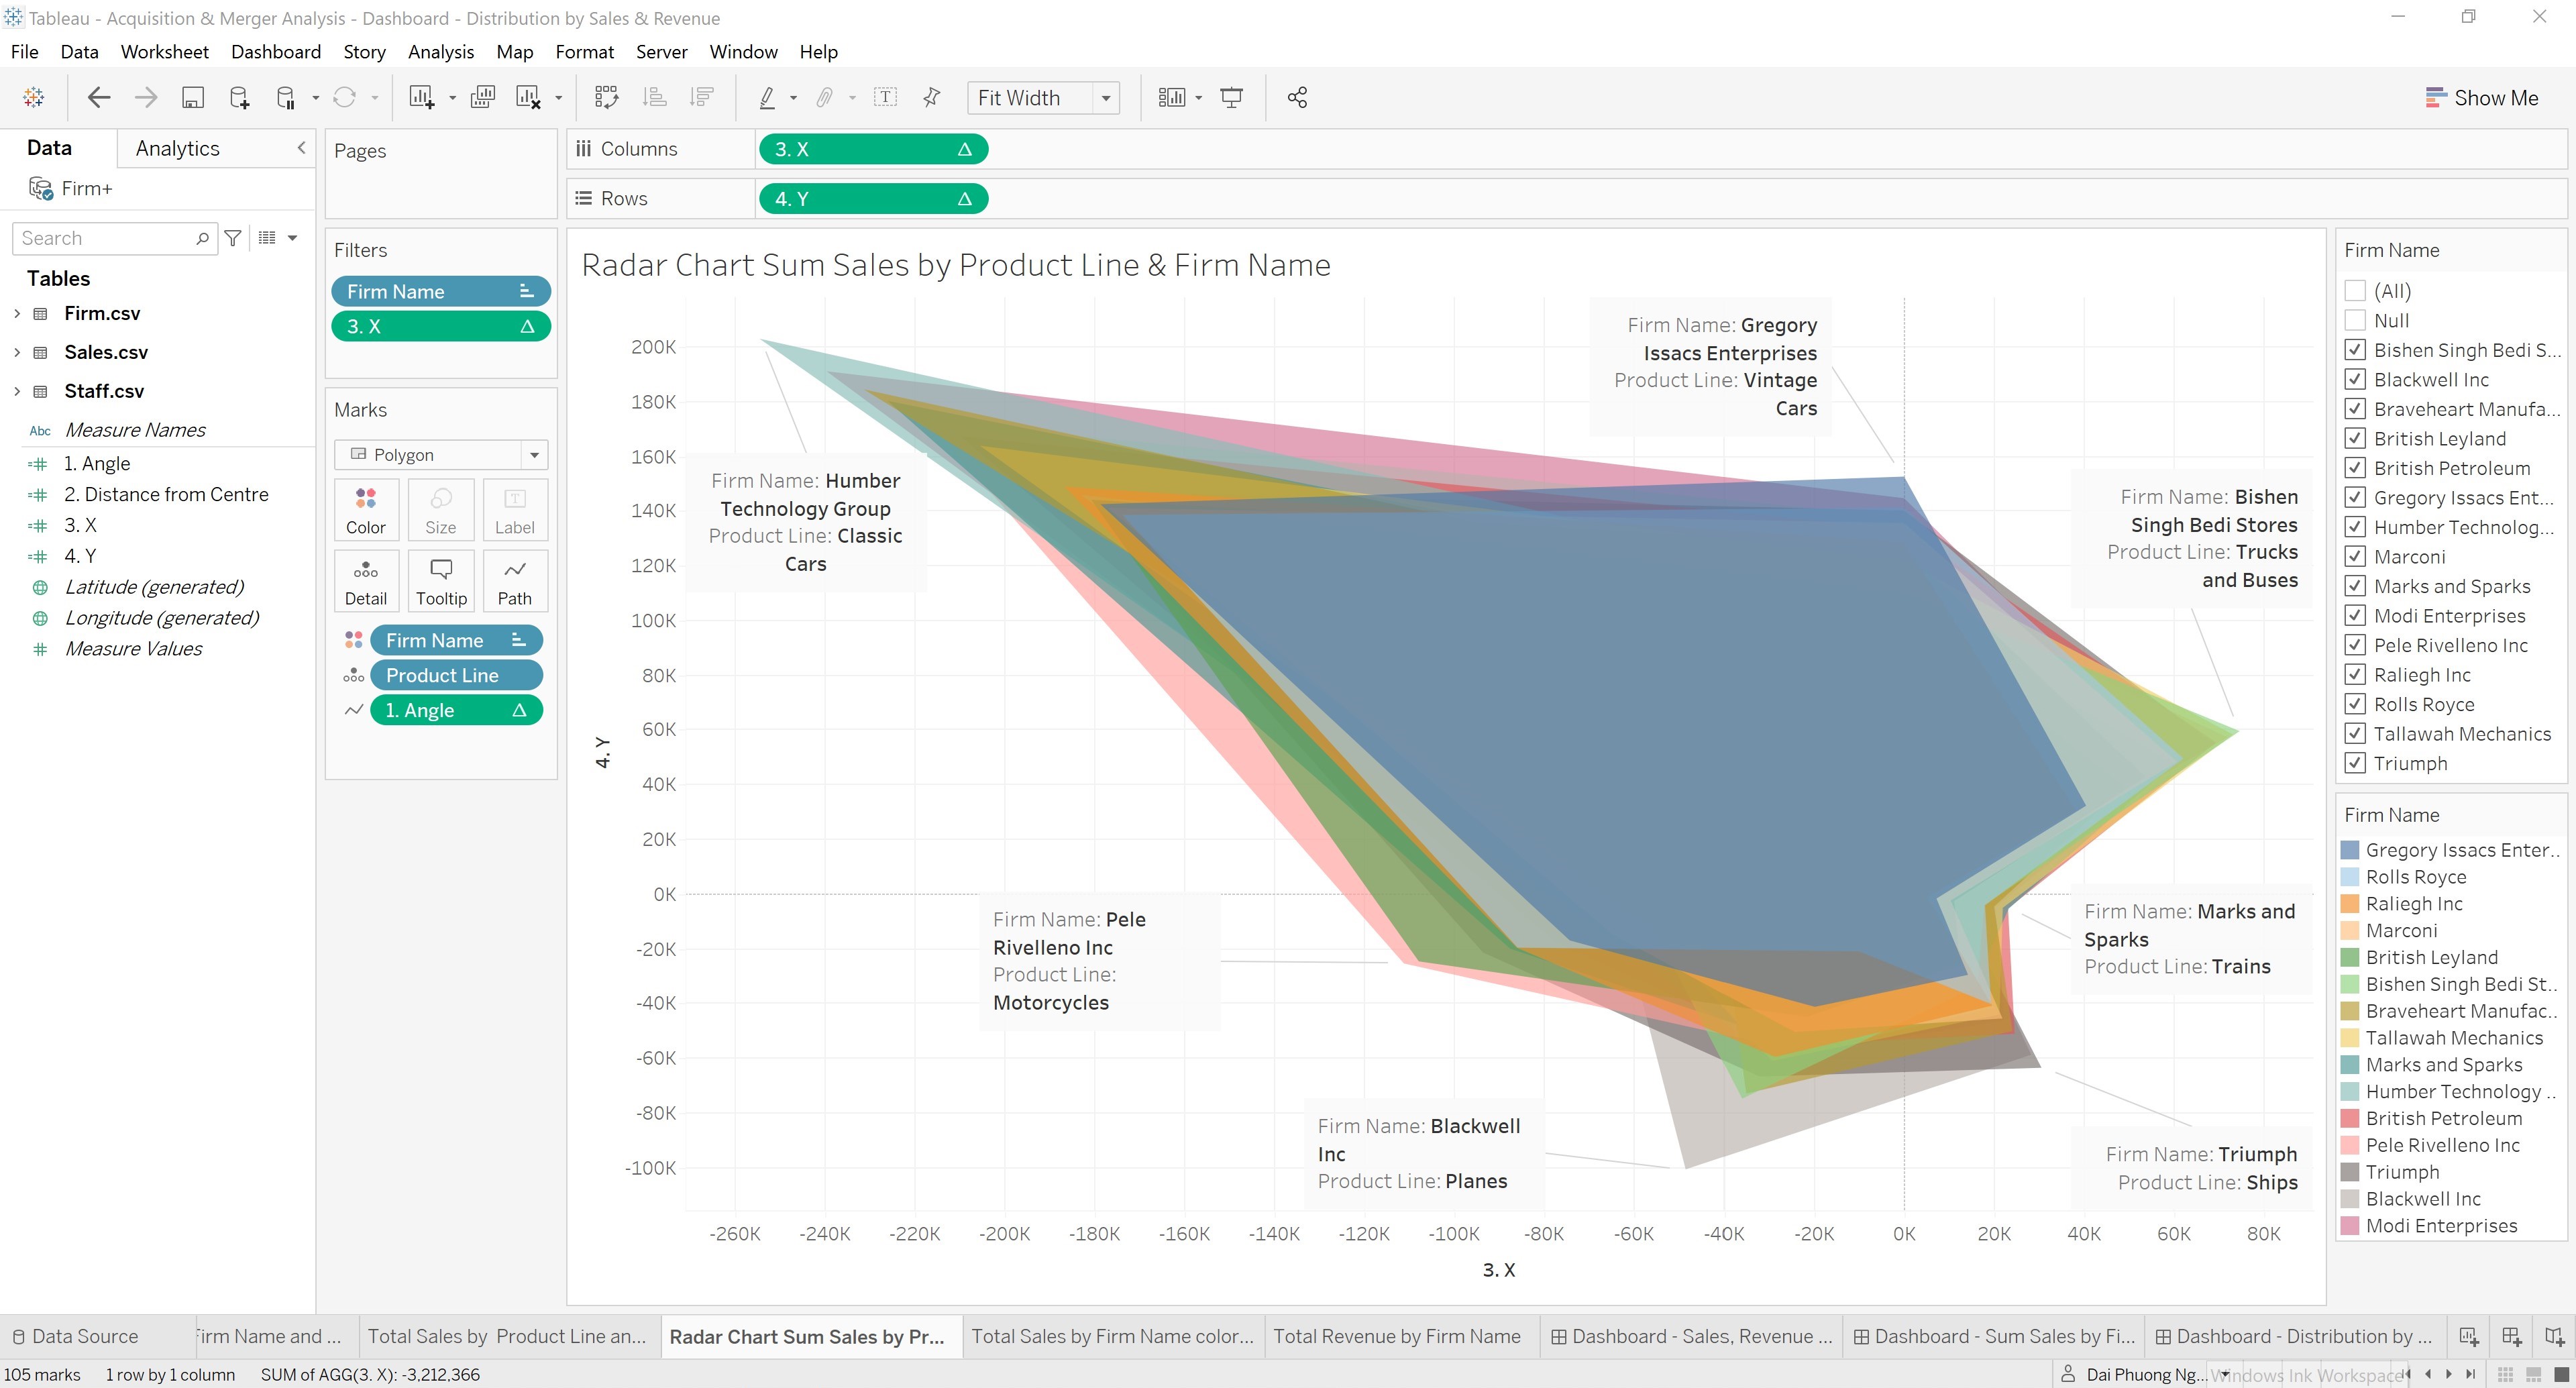 Tableau - Acquisition & Merger Analysis - Dashboard - Distribution by Sales & Revenue
File Data Worksheet Dashboard Story Analysis Map Format Server Window Help
Fit Width
Show Me
Data Analytics
Firm+
Search
Tables
Firm.csv
Sales.csv
Staff.csv
Abc Measure Names
1. Angle
2. Distance from Centre
3. X
4. Y
Latitude (generated)
Longitude (generated)
Measure Values
Pages
Filters
Firm Name
3. X
Marks
Polygon
Color Size Label
Detail Tooltip Path
Firm Name
Product Line
1. Angle
Columns 3. X
Rows 4. Y
Radar Chart Sum Sales by Product Line & Firm Name
200K
180K
160K
140K
120K
100K
80K
60K
40K
20K
0K
-20K
-40K
-60K
-80K
-100K
4. Y
Firm Name: Gregory
Issacs Enterprises
Product Line: Vintage
Cars
Firm Name: Humber
Technology Group
Product Line: Classic
Cars
Firm Name: Bishen
Singh Bedi Stores
Product Line: Trucks
and Buses
Firm Name: Pele
Rivelleno Inc
Product Line:
Motorcycles
Firm Name: Marks and
Sparks
Product Line: Trains
Firm Name: Blackwell
Inc
Product Line: Planes
Firm Name: Triumph
Product Line: Ships
-260K -240K -220K -200K -180K -160K -140K -120K -100K -80K -60K -40K -20K 0K 20K 40K 60K 80K
3. X
Firm Name
(All)
Null
Bishen Singh Bedi S...
Blackwell Inc
Braveheart Manufa...
British Leyland
British Petroleum
Gregory Issacs Ent...
Humber Technolog...
Marconi
Marks and Sparks
Modi Enterprises
Pele Rivelleno Inc
Raliegh Inc
Rolls Royce
Tallawah Mechanics
Triumph
Firm Name
Gregory Issacs Enter..
Rolls Royce
Raliegh Inc
Marconi
British Leyland
Bishen Singh Bedi St..
Braveheart Manufac..
Tallawah Mechanics
Marks and Sparks
Humber Technology ..
British Petroleum
Pele Rivelleno Inc
Triumph
Blackwell Inc
Modi Enterprises
Data Source Firm Name and ... Total Sales by Product Line an... Radar Chart Sum Sales by Pr... Total Sales by Firm Name color... Total Revenue by Firm Name Dashboard - Sales, Revenue ... Dashboard - Sum Sales by Fi... Dashboard - Distribution by ...
105 marks 1 row by 1 column SUM of AGG(3. X): -3,212,366 Dai Phuong Ng... Windows Ink Workspace